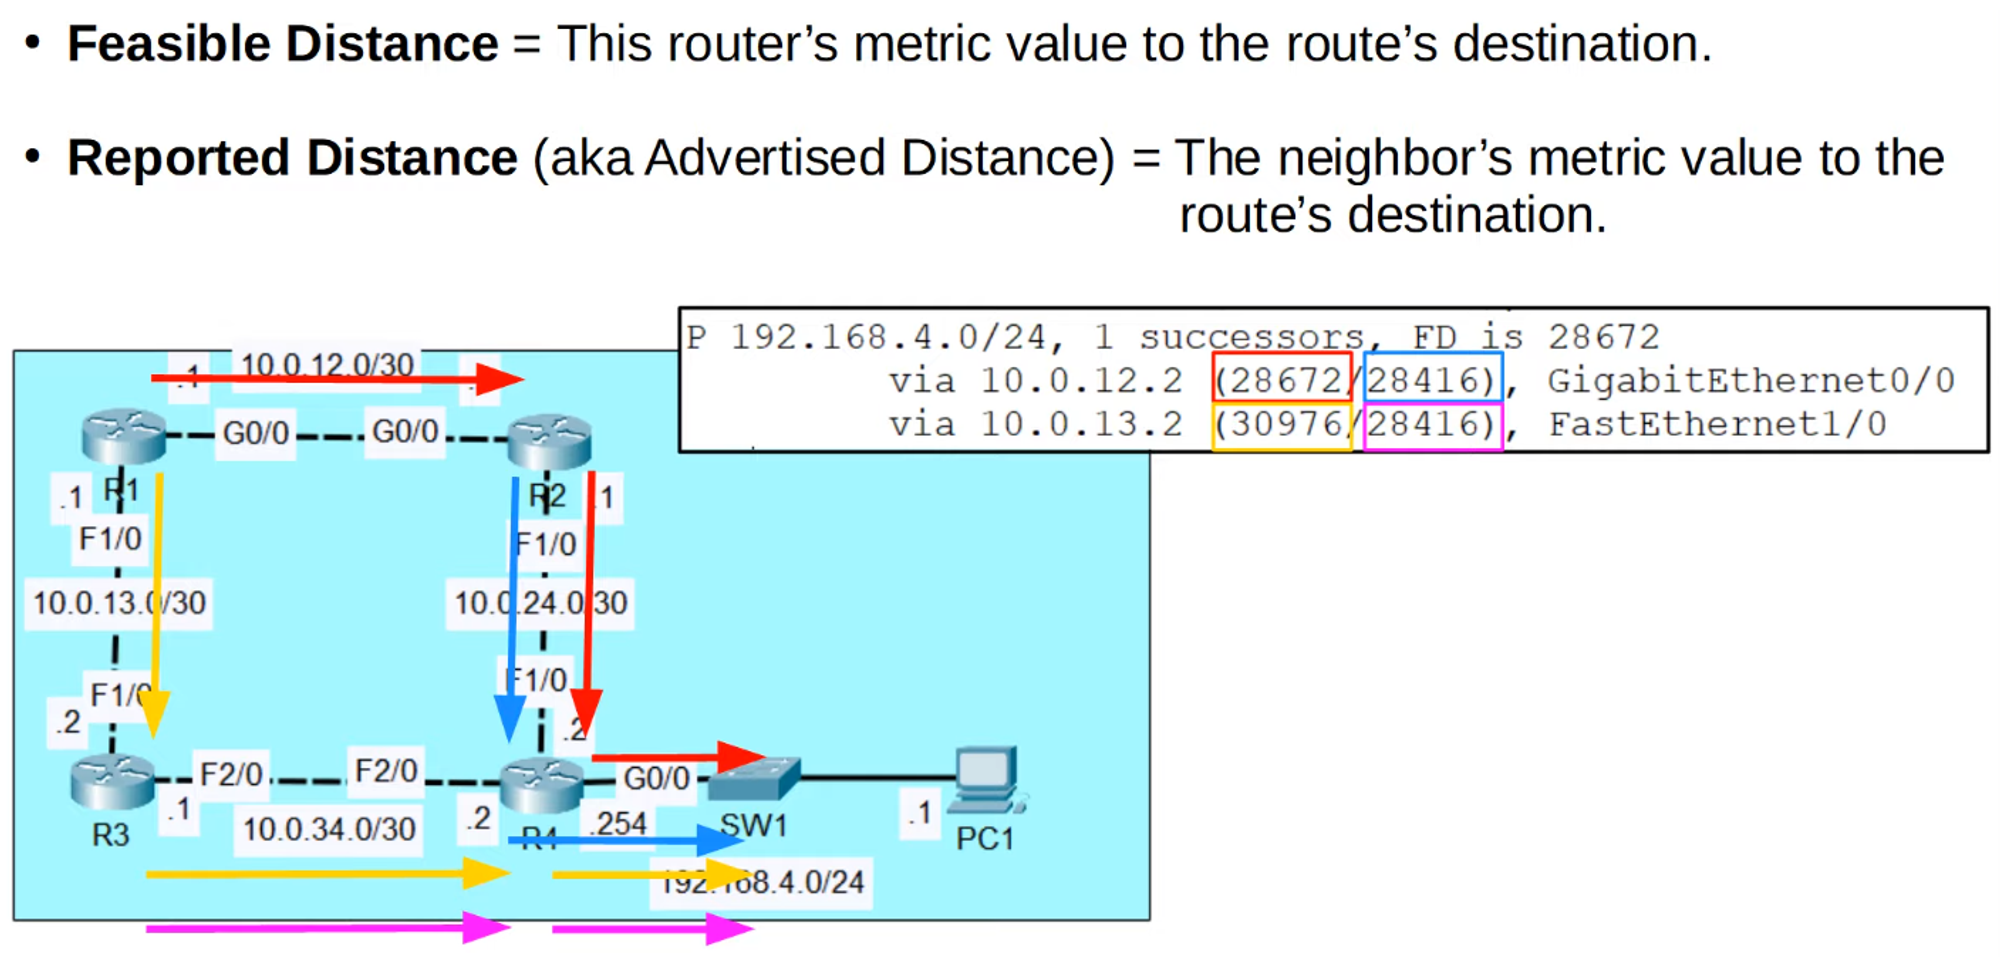 • Feasible Distance = This router's metric value to the route's destination.
• Reported Distance (aka Advertised Distance) = The neighbor's metric value to the
route's destination.
P 192.168.4.0/24, 1 successors, FD is 28672
via 10.0.12.2 (28672/28416), GigabitEthernet0/0
via 10.0.13.2 (30976/28416), FastEthernet1/0
.1 10.0.12.0/30
G0/0 G0/0
.1 R1 R2 .1
F1/0 F1/0
10.0.13.0/30 10.0.24.0/30
F1/0 F1/0
.2 .2
F2/0 F2/0 G0/0
.1 .2 .254 .1
R3 10.0.34.0/30 R4 SW1 PC1
192.168.4.0/24